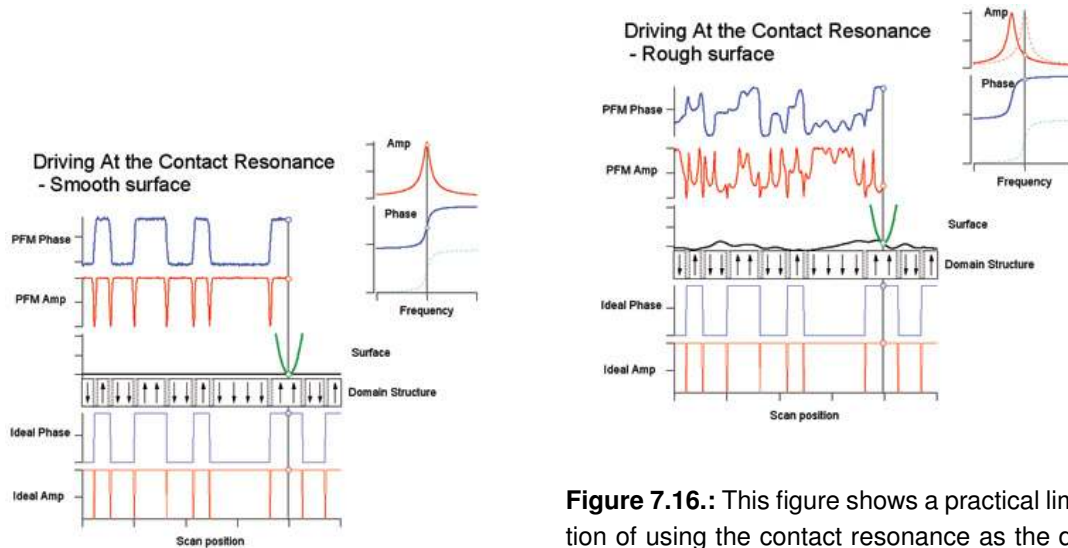 Driving At the Contact Resonance
- Smooth surface
Amp
Phase
Frequency
PFM Phase
PFM Amp
Surface
Domain Structure
Ideal Phase
Ideal Amp
Scan position
Driving At the Contact Resonance
- Rough surface
Amp
Phase
Frequency
PFM Phase
PFM Amp
Surface
Domain Structure
Ideal Phase
Ideal Amp
Scan position
Figure 7.16.: This figure shows a practical lim
tion of using the contact resonance as the